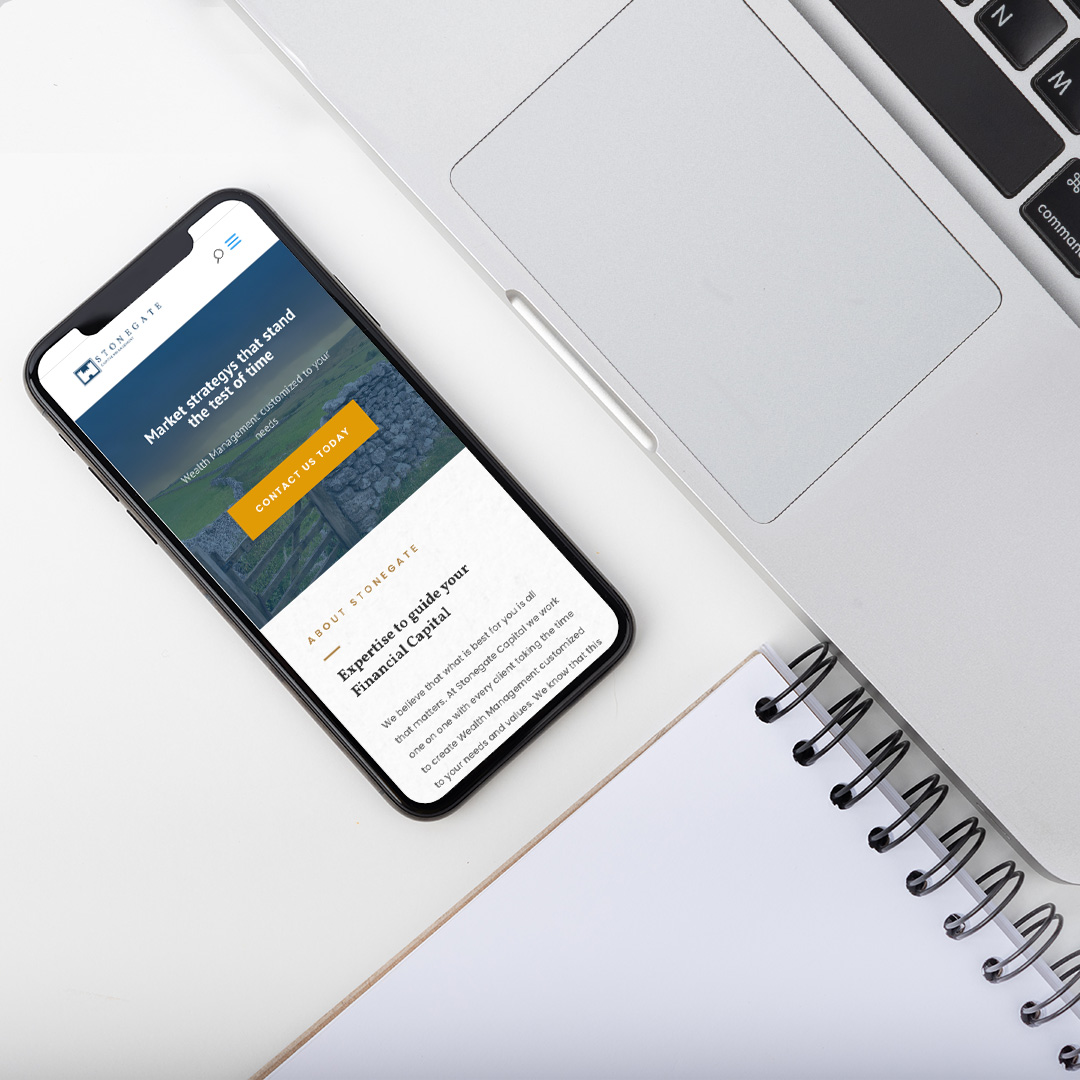 STONEGATE
Market strategys that stand
the test of time
Wealth Management customized to your
needs
CONTACT US TODAY
ABOUT STONEGATE
Expertise to guide your
Financial Capital
We believe that what is best for you is all
that matters. At Stonegate Capital we work
one on one with every client taking the time
to create Wealth Management customized
to your needs and values. We know that this
N
M
⌘
comman